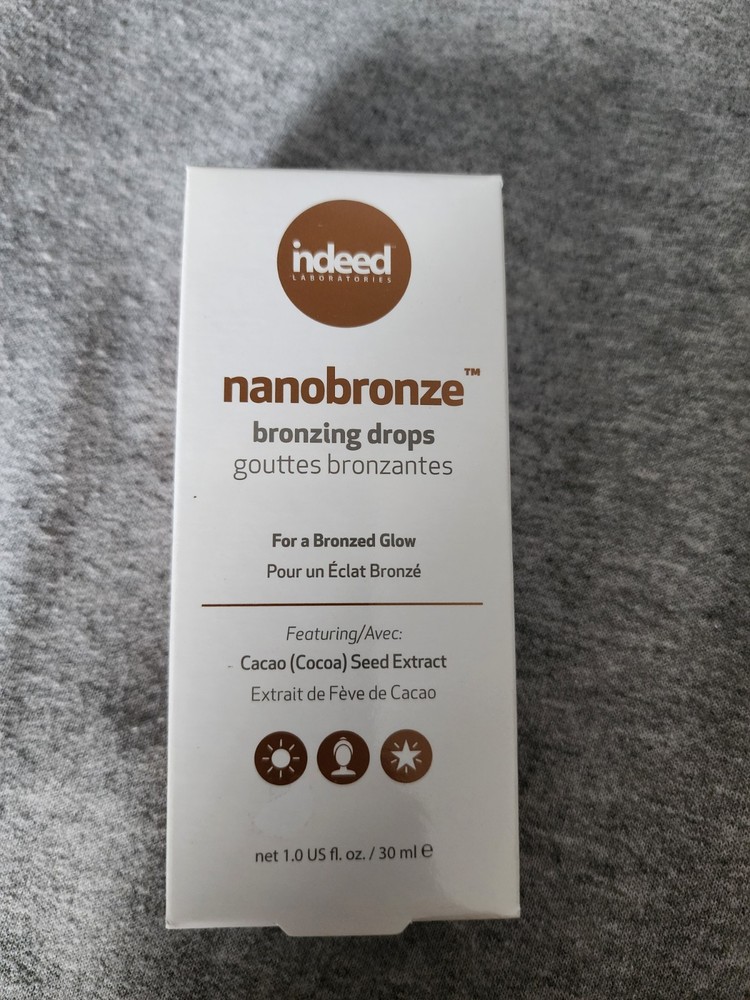 indeed
LABORATORIES
nanobronze™
bronzing drops
gouttes bronzantes
For a Bronzed Glow
Pour un Éclat Bronzé
Featuring/Avec:
Cacao (Cocoa) Seed Extract
Extrait de Fève de Cacao
net 1.0 US fl. oz. / 30 ml ℮